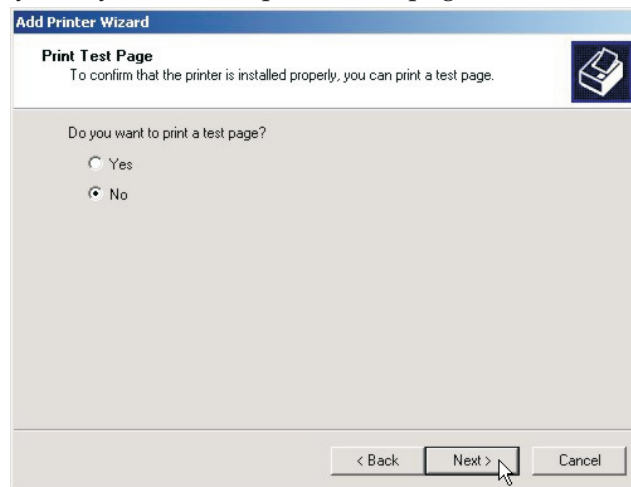 Add Printer Wizard
Print Test Page
To confirm that the printer is installed properly, you can print a test page.
Do you want to print a test page?
Yes
No
< Back Next > Cancel